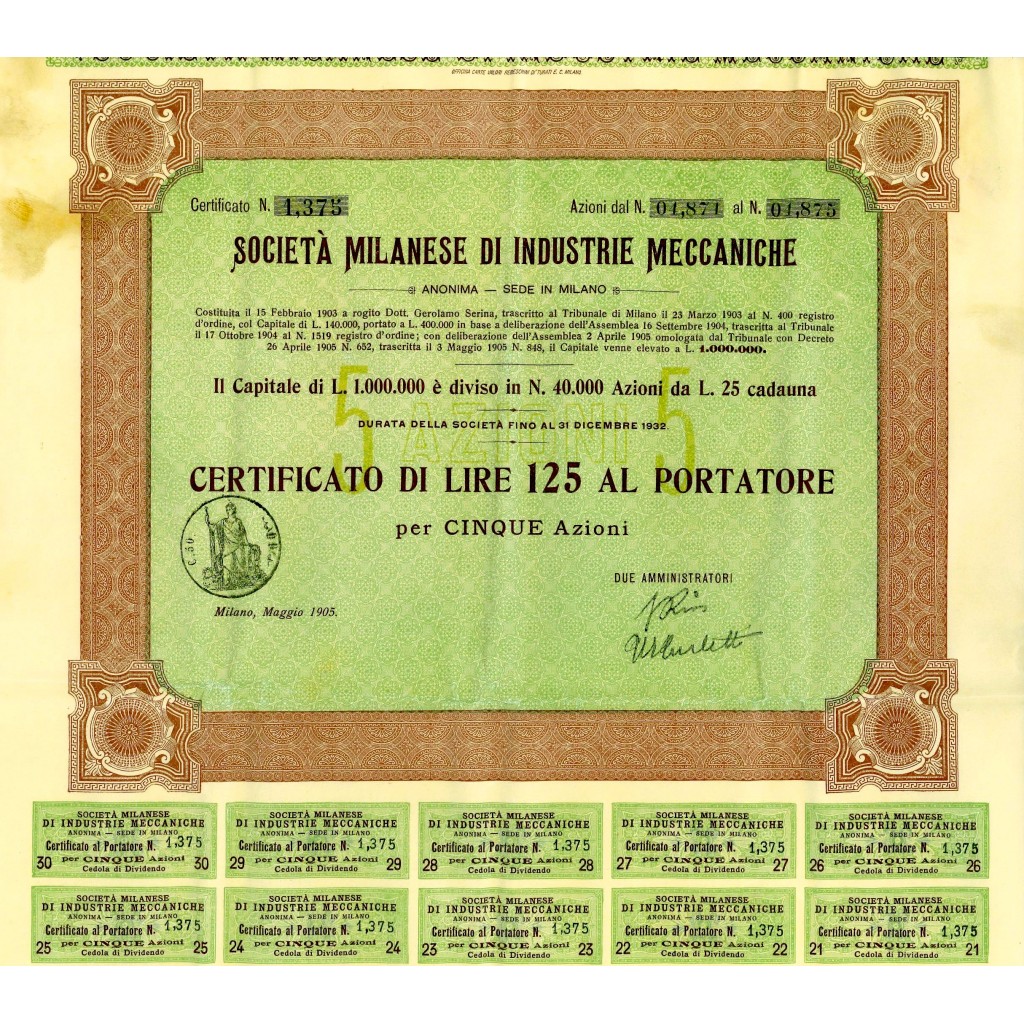 OFFICINA CARTE VALORI REBESCHINI DI TURATI E. C. MILANO
Certificato N. 1,375 Azioni dal N. 01,871 al N. 01,875
SOCIETÀ MILANESE DI INDUSTRIE MECCANICHE
ANONIMA — SEDE IN MILANO
Costituita il 15 Febbraio 1903 a rogito Dott. Gerolamo Serina, trascritto al Tribunale di Milano il 23 Marzo 1903 al N. 400 registro
d'ordine, col Capitale di L. 140.000, portato a L. 400.000 in base a deliberazione dell'Assemblea 16 Settembre 1904, trascritta al Tribunale
il 17 Ottobre 1904 al N. 1519 registro d'ordine; con deliberazione dell'Assemblea 2 Aprile 1905 omologata dal Tribunale con Decreto
26 Aprile 1905 N. 652, trascritta il 3 Maggio 1905 N. 848, il Capitale venne elevato a L. 1.000.000.
Il Capitale di L. 1.000.000 è diviso in N. 40.000 Azioni da L. 25 cadauna
5 AZIONI 5
DURATA DELLA SOCIETÀ FINO AL 31 DICEMBRE 1932.
CERTIFICATO DI LIRE 125 AL PORTATORE
per CINQUE Azioni
C. 50
DUE AMMINISTRATORI
Milano, Maggio 1905.
SOCIETÀ MILANESE
DI INDUSTRIE MECCANICHE
ANONIMA — SEDE IN MILANO
Certificato al Portatore N. 1,375
30 per CINQUE Azioni 30
Cedola di Dividendo
SOCIETÀ MILANESE
DI INDUSTRIE MECCANICHE
ANONIMA — SEDE IN MILANO
Certificato al Portatore N. 1,375
29 per CINQUE Azioni 29
Cedola di Dividendo
SOCIETÀ MILANESE
DI INDUSTRIE MECCANICHE
ANONIMA — SEDE IN MILANO
Certificato al Portatore N. 1,375
28 per CINQUE Azioni 28
Cedola di Dividendo
SOCIETÀ MILANESE
DI INDUSTRIE MECCANICHE
ANONIMA — SEDE IN MILANO
Certificato al Portatore N. 1,375
27 per CINQUE Azioni 27
Cedola di Dividendo
SOCIETÀ MILANESE
DI INDUSTRIE MECCANICHE
ANONIMA — SEDE IN MILANO
Certificato al Portatore N. 1,375
26 per CINQUE Azioni 26
Cedola di Dividendo
SOCIETÀ MILANESE
DI INDUSTRIE MECCANICHE
ANONIMA — SEDE IN MILANO
Certificato al Portatore N. 1,375
25 per CINQUE Azioni 25
Cedola di Dividendo
SOCIETÀ MILANESE
DI INDUSTRIE MECCANICHE
ANONIMA — SEDE IN MILANO
Certificato al Portatore N. 1,375
24 per CINQUE Azioni 24
Cedola di Dividendo
SOCIETÀ MILANESE
DI INDUSTRIE MECCANICHE
ANONIMA — SEDE IN MILANO
Certificato al Portatore N. 1,375
23 per CINQUE Azioni 23
Cedola di Dividendo
SOCIETÀ MILANESE
DI INDUSTRIE MECCANICHE
ANONIMA — SEDE IN MILANO
Certificato al Portatore N. 1,375
22 per CINQUE Azioni 22
Cedola di Dividendo
SOCIETÀ MILANESE
DI INDUSTRIE MECCANICHE
ANONIMA — SEDE IN MILANO
Certificato al Portatore N. 1,375
21 per CINQUE Azioni 21
Cedola di Dividendo